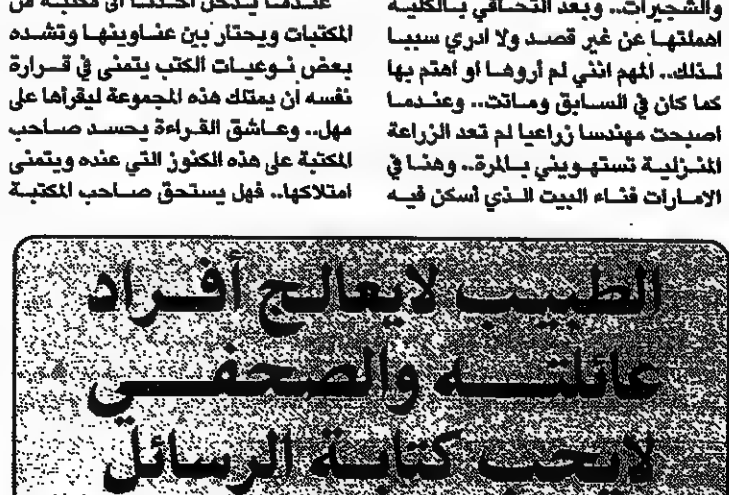 والشجيرات.. وبعد التحاقي بالكلية
اهملتها عن غير قصد ولا ادري سببا
لذلك.. المهم انني لم أروها او اهتم بها
كما كان في السابق وماتت.. وعندما
اصبحت مهندسا زراعيا لم تعد الزراعة
المنزلية تستهويني بالمرة.. وهنا في
الامارات فناء البيت الذي أسكن فيه
عندما يدخل احدنا الى مكتبة من
المكتبات ويحتار بين عناوينها وتشده
بعض نوعيات الكتب يتمنى في قرارة
نفسه ان يمتلك هذه المجموعة ليقرأها على
مهل.. وعاشق القراءة يحسد صاحب
المكتبة على هذه الكنوز التي عنده ويتمنى
امتلاكها.. فهل يستحق صاحب المكتبة
الطبيب لايعالج أفراد
عائلته والصحفي
لايحب كتابة الرسائل